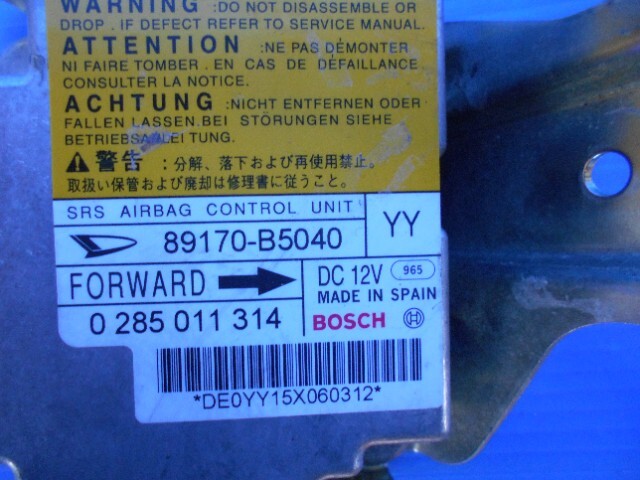 WARNING :DO NOT DISASSEMBLE OR
DROP . IF DEFECT REFER TO SERVICE MANUAL.
ATTENTION :NE PAS DÉMONTER
NI FAIRE TOMBER . EN CAS DE DÉFAILLANCE
CONSULTER LA NOTICE.
ACHTUNG :NICHT ENTFERNEN ODER
FALLEN LASSEN.BEI STÖRUNGEN SIEHE
BETRIEBSANLEITUNG.
警告 :分解、落下および再使用禁止。
取扱い保管および廃却は修理書に従うこと。
SRS AIRBAG CONTROL UNIT
89170-B5040
YY
FORWARD
DC 12V 965
MADE IN SPAIN
0 285 011 314
BOSCH
*DE0YY15X060312*